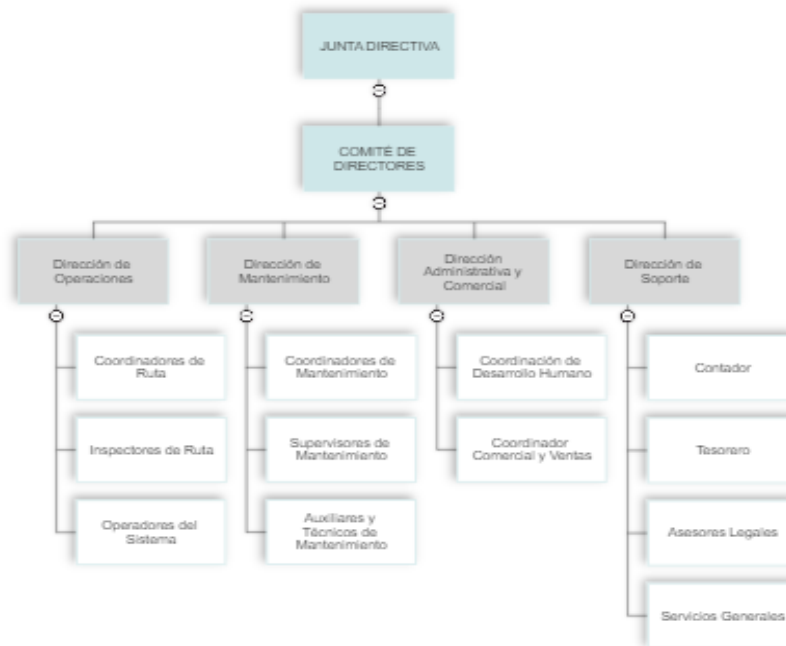 JUNTA DIRECTIVA
COMITÉ DE
DIRECTORES
Dirección de
Operaciones
Dirección de
Mantenimiento
Dirección
Administrativa y
Comercial
Dirección de
Soporte
Coordinadores de
Ruta
Inspectores de Ruta
Operadores del
Sistema
Coordinadores de
Mantenimiento
Supervisores de
Mantenimiento
Auxiliares y
Técnicos de
Mantenimiento
Coordinación de
Desarrollo Humano
Coordinador
Comercial y Ventas
Contador
Tesorero
Asesores Legales
Servicios Generales